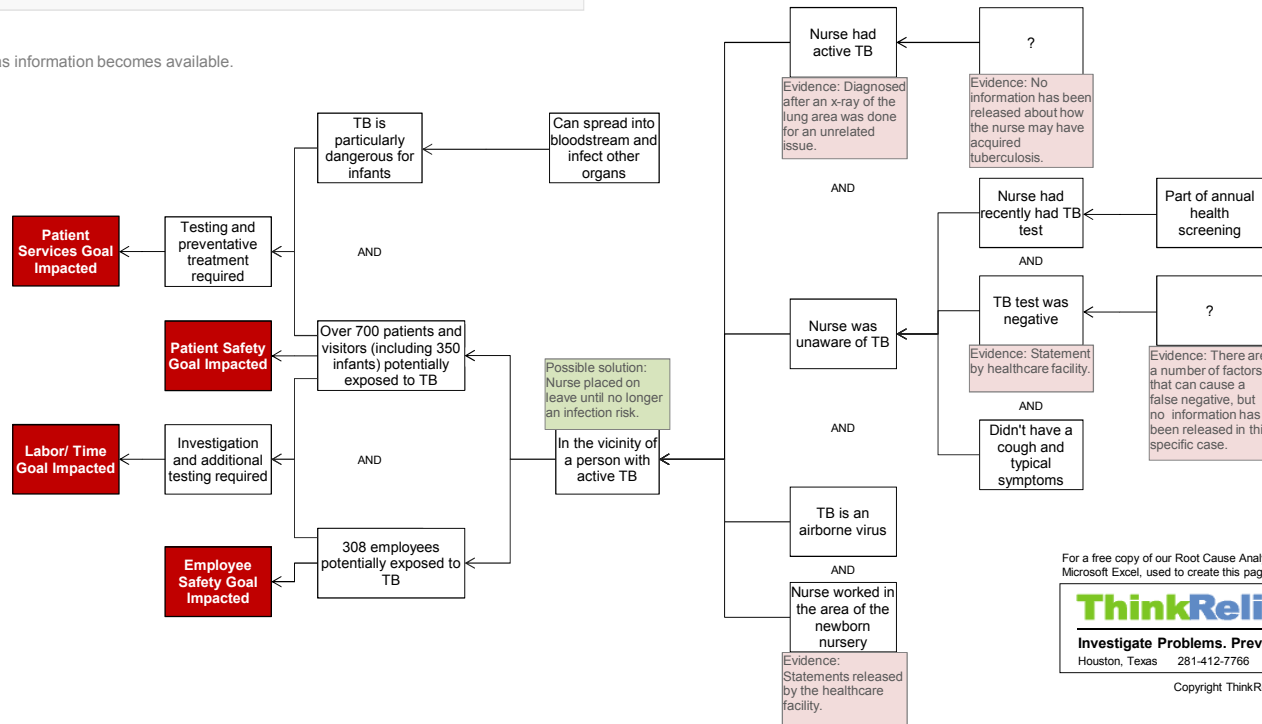 as information becomes available.
Nurse had
active TB
?
Evidence: Diagnosed
after an x-ray of the
lung area was done
for an unrelated
issue.
Evidence: No
information has been
released about how
the nurse may have
acquired
tuberculosis.
TB is
particularly
dangerous for
infants
Can spread into
bloodstream and
infect other
organs
AND
Nurse had
recently had TB
test
Part of annual
health
screening
Patient
Services Goal
Impacted
Testing and
preventative
treatment
required
AND
AND
TB test was
negative
?
Nurse was
unaware of TB
Patient Safety
Goal Impacted
Over 700 patients and
visitors (including 350
infants) potentially
exposed to TB
Evidence: Statement
by healthcare facility.
Evidence: There are
a number of factors
that can cause a
false negative, but
no information has
been released in this
specific case.
Possible solution:
Nurse placed on
leave until no longer
an infection risk.
AND
AND
Didn't have a
cough and
typical
symptoms
Labor/ Time
Goal Impacted
Investigation
and additional
testing required
AND
In the vicinity of
a person with
active TB
TB is an
airborne virus
Employee
Safety Goal
Impacted
308 employees
potentially exposed to
TB
AND
Nurse worked in
the area of the
newborn
nursery
Evidence:
Statements released
by the healthcare
facility.
For a free copy of our Root Cause Anal
Microsoft Excel, used to create this pag
ThinkReli
Investigate Problems. Prev
Houston, Texas 281-412-7766
Copyright ThinkR